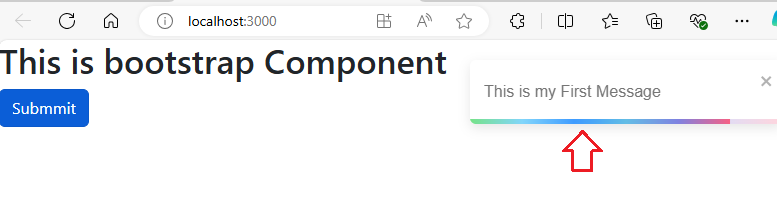 localhost:3000
This is bootstrap Component
This is my First Message
Submmit